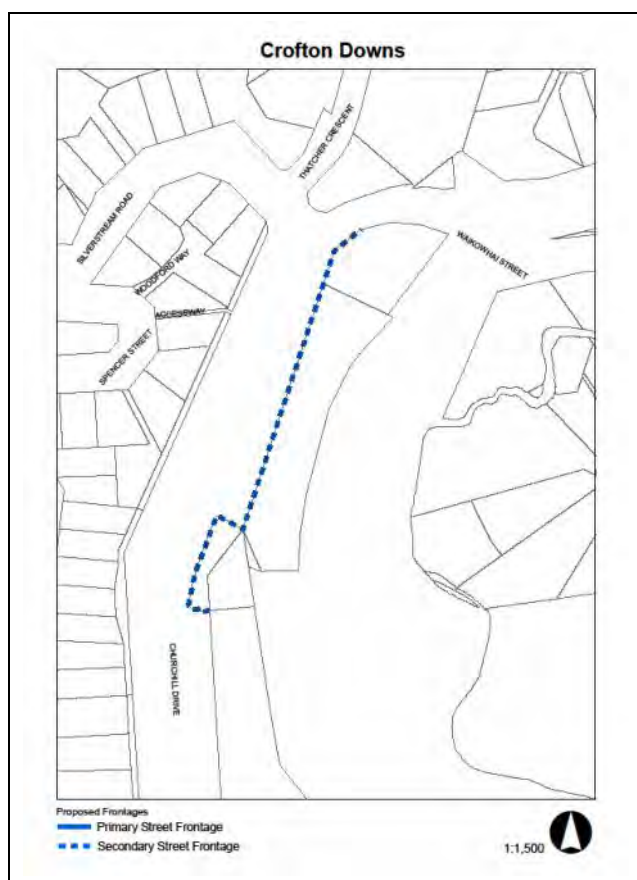 Crofton Downs
THATCHER CRESCENT
SILVERSTREAM ROAD
WOODFORD WAY
WAIKOWHAI STREET
ACCESSWAY
SPENCER STREET
CHURCHILL DRIVE
Proposed Frontages
Primary Street Frontage
Secondary Street Frontage
1:1,500